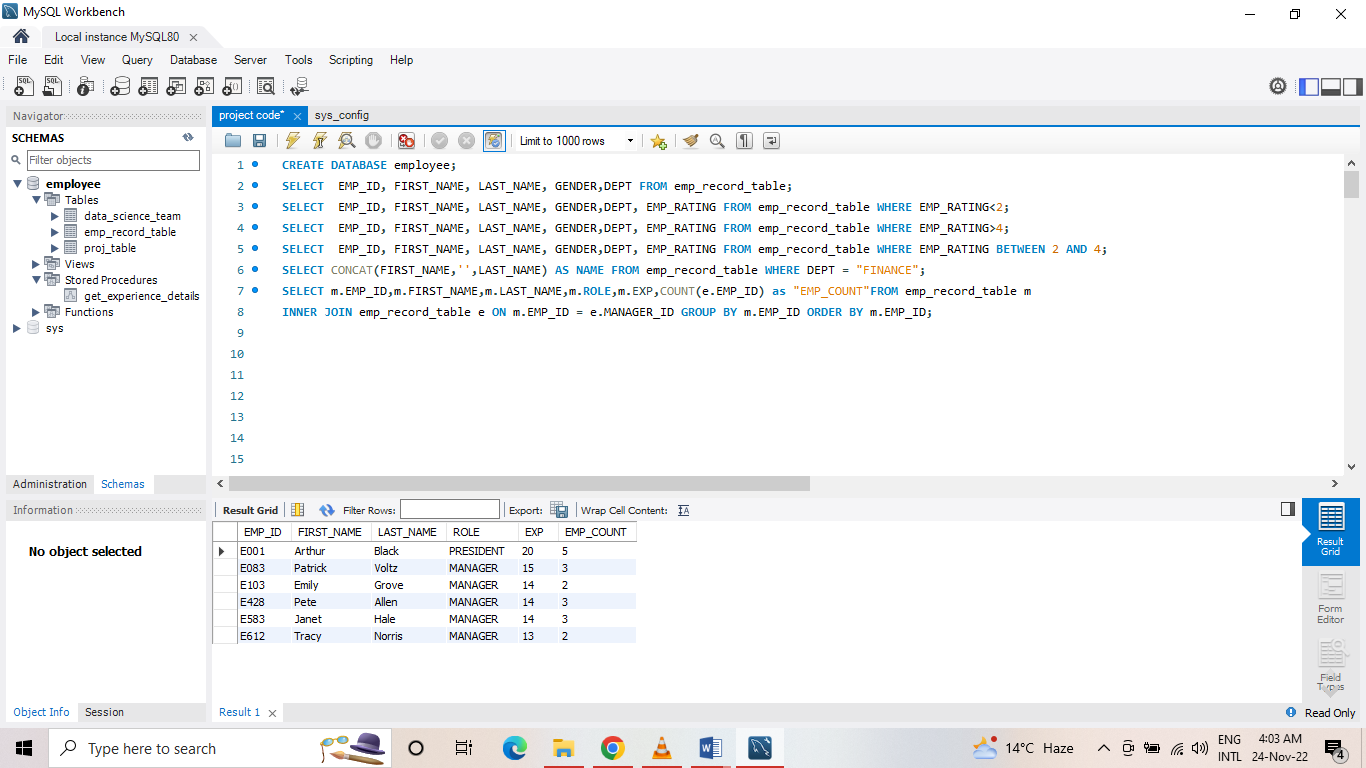 MySQL Workbench
Local instance MySQL80
File Edit View Query Database Server Tools Scripting Help
Navigator
SCHEMAS
Filter objects
employee
Tables
data_science_team
emp_record_table
proj_table
Views
Stored Procedures
get_experience_details
Functions
sys
Administration Schemas
Information
No object selected
Object Info Session
project code* sys_config
Limit to 1000 rows
1 CREATE DATABASE employee;
2 SELECT  EMP_ID, FIRST_NAME, LAST_NAME, GENDER,DEPT FROM emp_record_table;
3 SELECT  EMP_ID, FIRST_NAME, LAST_NAME, GENDER,DEPT, EMP_RATING FROM emp_record_table WHERE EMP_RATING<2;
4 SELECT  EMP_ID, FIRST_NAME, LAST_NAME, GENDER,DEPT, EMP_RATING FROM emp_record_table WHERE EMP_RATING>4;
5 SELECT  EMP_ID, FIRST_NAME, LAST_NAME, GENDER,DEPT, EMP_RATING FROM emp_record_table WHERE EMP_RATING BETWEEN 2 AND 4;
6 SELECT CONCAT(FIRST_NAME,'',LAST_NAME) AS NAME FROM emp_record_table WHERE DEPT = "FINANCE";
7 SELECT m.EMP_ID,m.FIRST_NAME,m.LAST_NAME,m.ROLE,m.EXP,COUNT(e.EMP_ID) as "EMP_COUNT"FROM emp_record_table m
8 INNER JOIN emp_record_table e ON m.EMP_ID = e.MANAGER_ID GROUP BY m.EMP_ID ORDER BY m.EMP_ID;
9
10
11
12
13
14
15
Result Grid Filter Rows: Export: Wrap Cell Content:
EMP_ID FIRST_NAME LAST_NAME ROLE EXP EMP_COUNT
E001 Arthur Black PRESIDENT 20 5
E083 Patrick Voltz MANAGER 15 3
E103 Emily Grove MANAGER 14 2
E428 Pete Allen MANAGER 14 3
E583 Janet Hale MANAGER 14 3
E612 Tracy Norris MANAGER 13 2
Result
Grid
Form
Editor
Field
Types
Result 1
Read Only
Type here to search
14°C Haze
ENG
INTL
4:03 AM
24-Nov-22
4